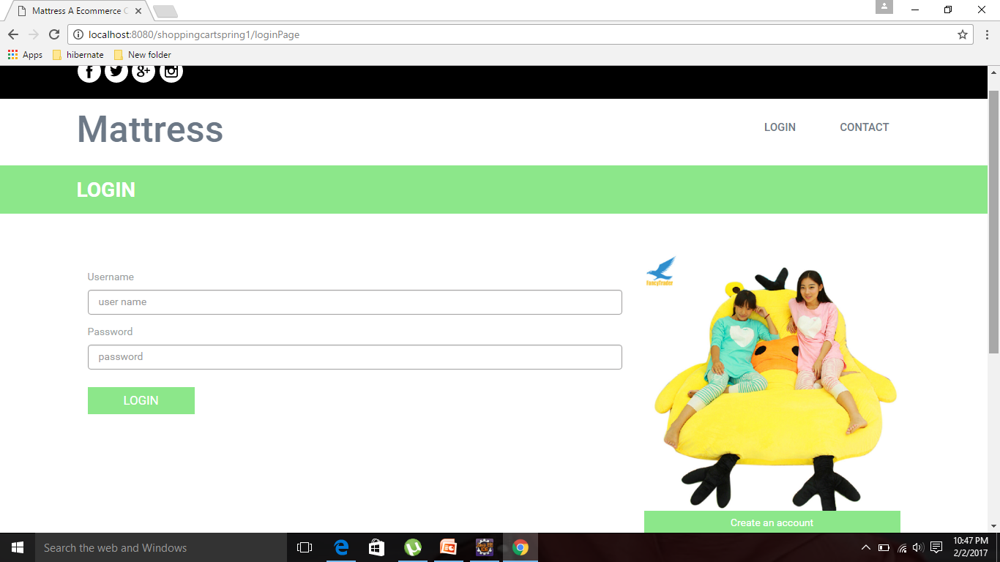 Mattress A Ecommerce C
localhost:8080/shoppingcartspring1/loginPage
Apps hibernate New folder
Mattress
LOGIN CONTACT
LOGIN
Username
user name
Password
password
LOGIN
FancyTrader
Create an account
Search the web and Windows
10:47 PM
2/2/2017